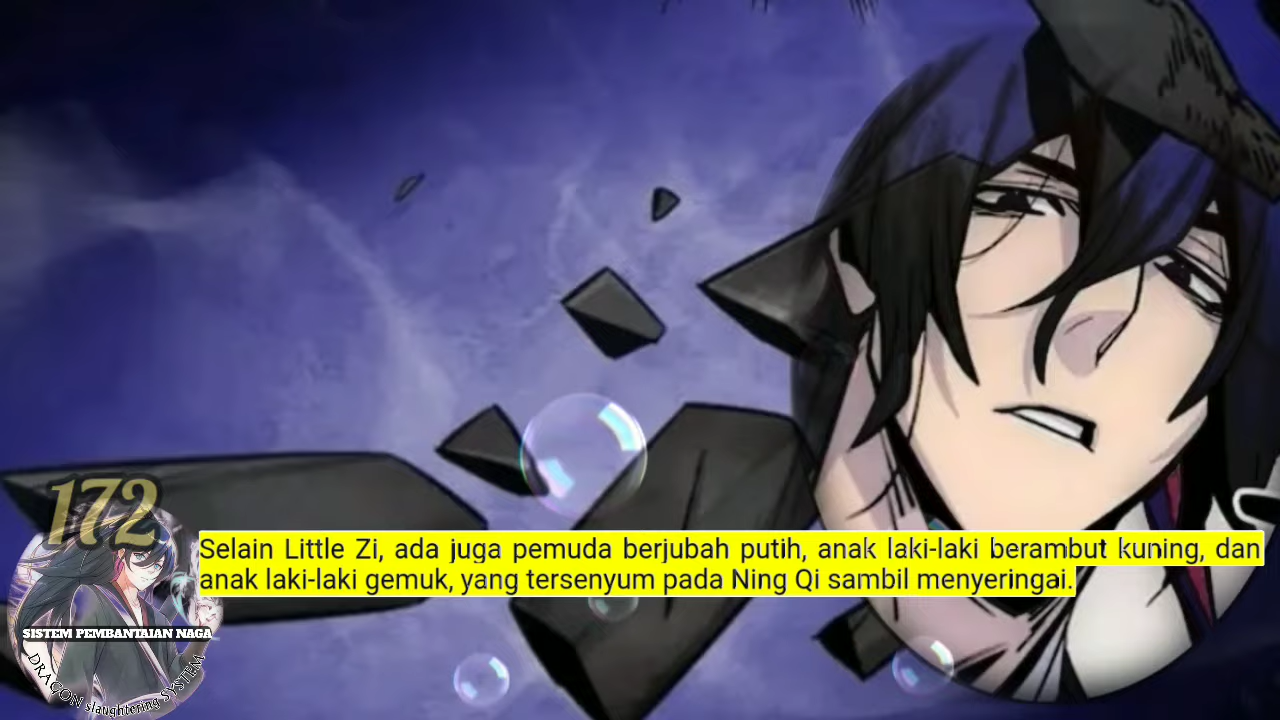 172
Selain Little Zi, ada juga pemuda berjubah putih, anak laki-laki berambut kuning, dan
anak laki-laki gemuk, yang tersenyum pada Ning Qi sambil menyeringai.
SISTEM PEMBANTAIAN NAGA
DRAGON slaughtering SYSTEM